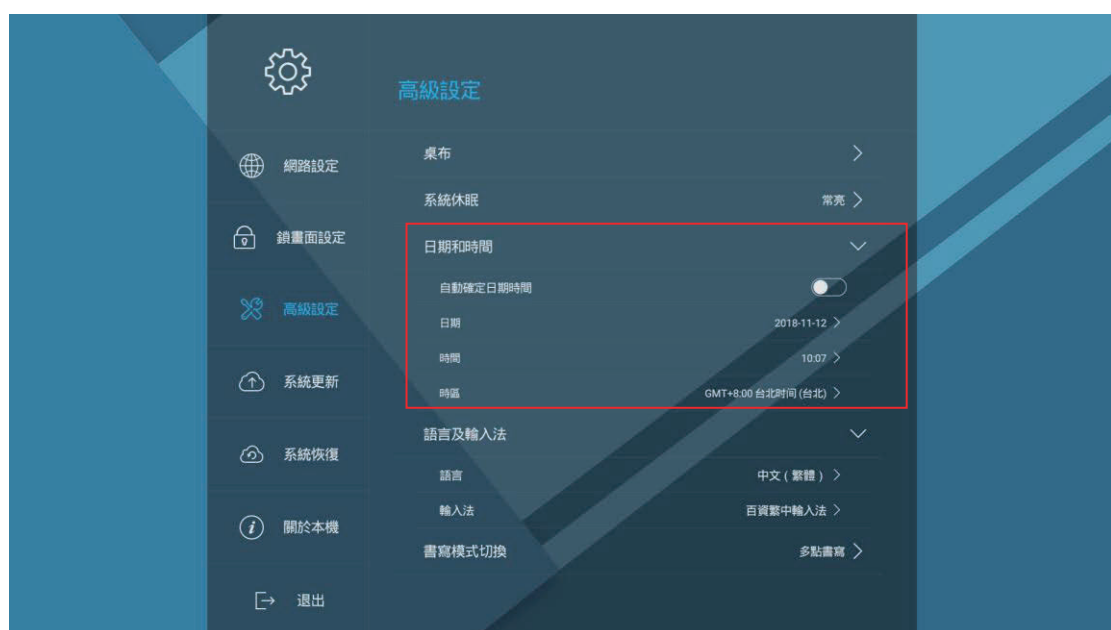 高級設定
網路設定
鎖畫面設定
高級設定
系統更新
系統恢復
關於本機
退出
桌布
系統休眠 常亮
日期和時間
自動確定日期時間
日期 2018-11-12
時間 10:07
時區 GMT+8:00 台北时间 (台北)
語言及輸入法
語言 中文 ( 繁體 )
輸入法 百資繁中輸入法
書寫模式切換 多點書寫